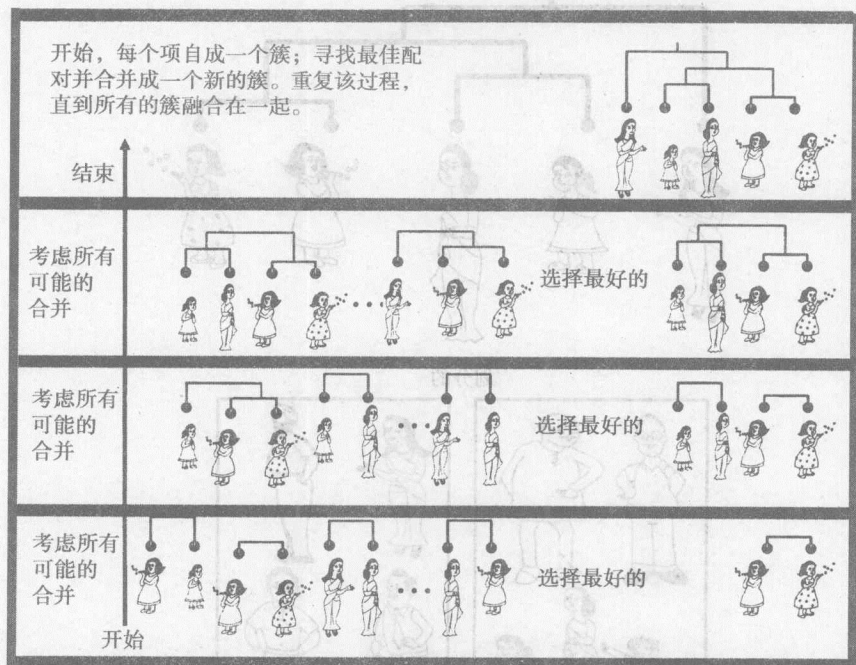 开始，每个项自成一个簇；寻找最佳配
对并合并成一个新的簇。重复该过程，
直到所有的簇融合在一起。
结束
考虑所有
可能的
合并
选择最好的
考虑所有
可能的
合并
选择最好的
考虑所有
可能的
合并
选择最好的
开始